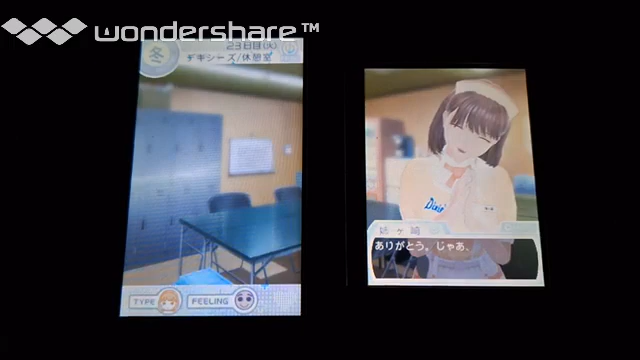 wondershare™
冬
23日目(火)
デキシーズ/休憩室
TYPE
FEELING
Dixie
姉ヶ崎
ありがとう。じゃあ、